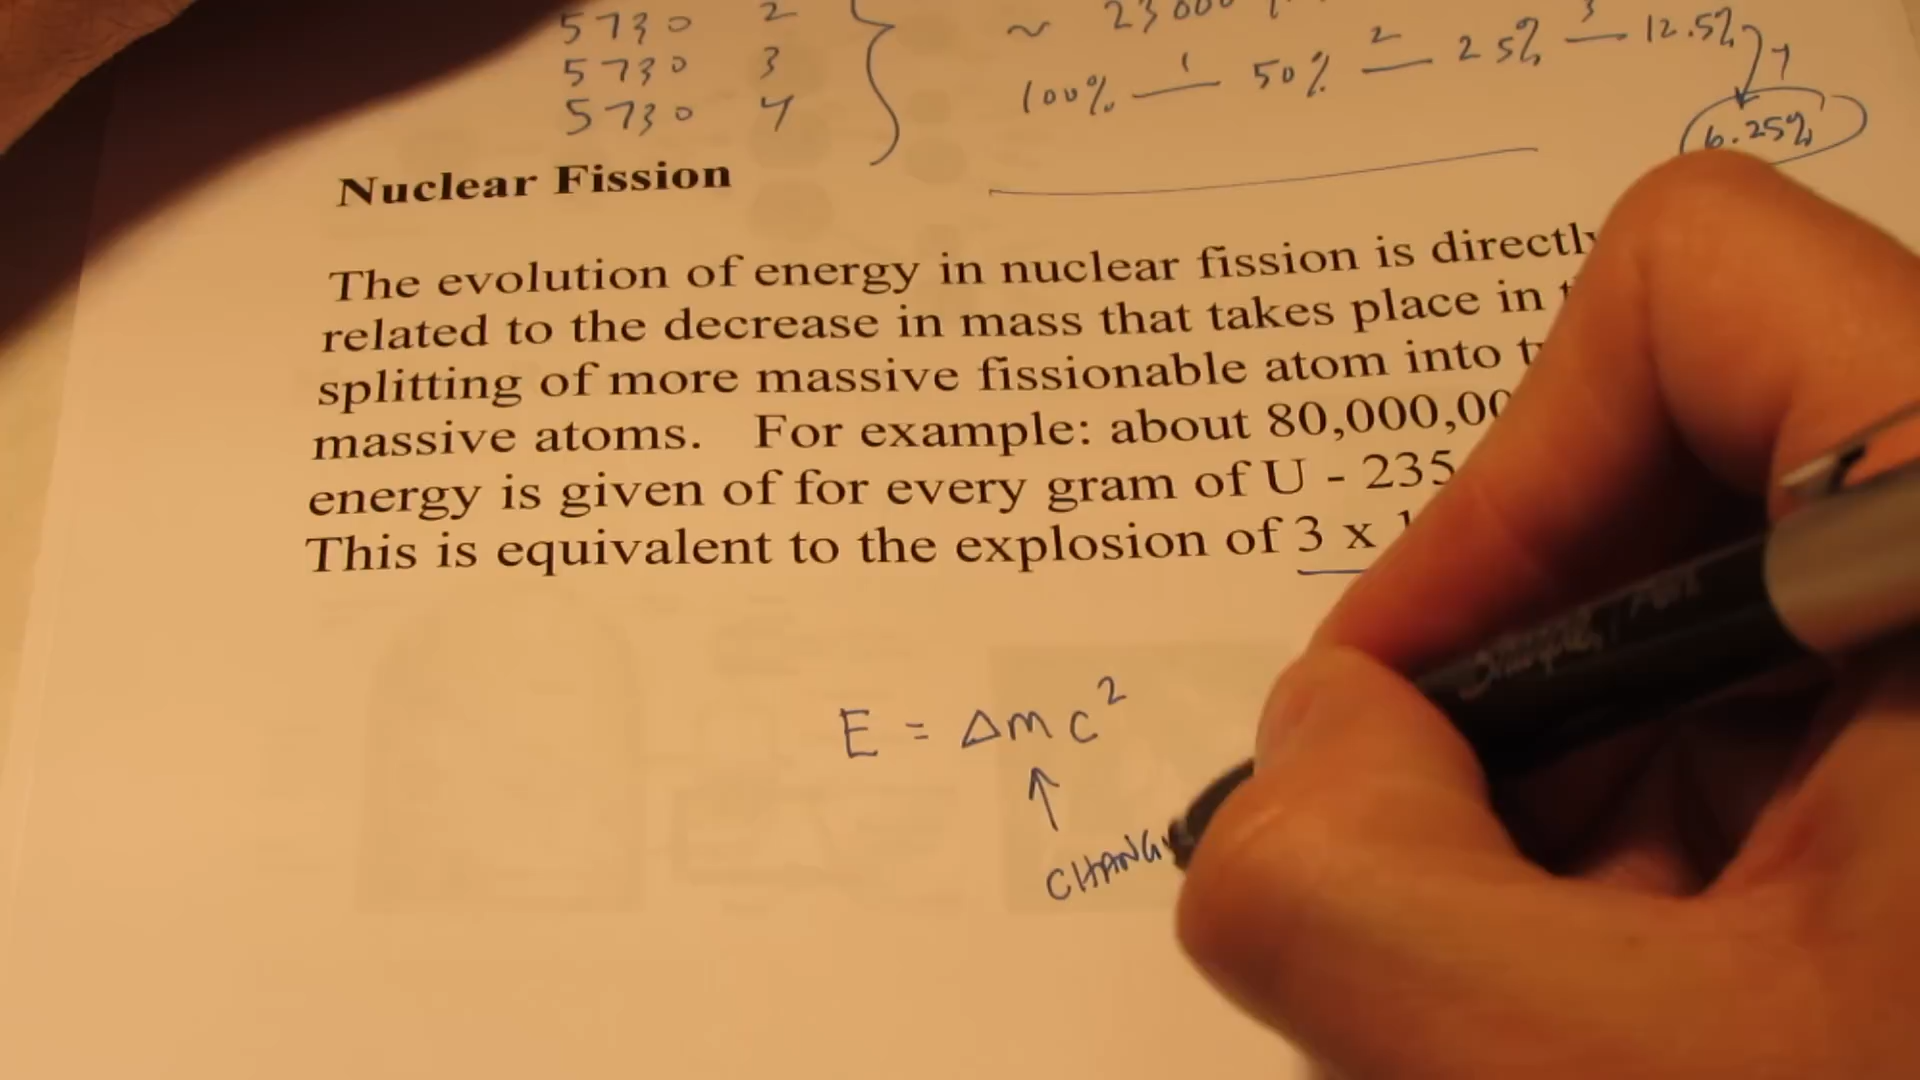 5730 2
5730 3
5730 4
~ 23000
100% 1 50% 2 25% 3 12.5% 4
6.25%
Nuclear Fission
The evolution of energy in nuclear fission is directly
related to the decrease in mass that takes place in
splitting of more massive fissionable atom into
massive atoms. For example: about 80,000,00
energy is given of for every gram of U - 235
This is equivalent to the explosion of 3 x
E = Δmc²
↑
CHANG